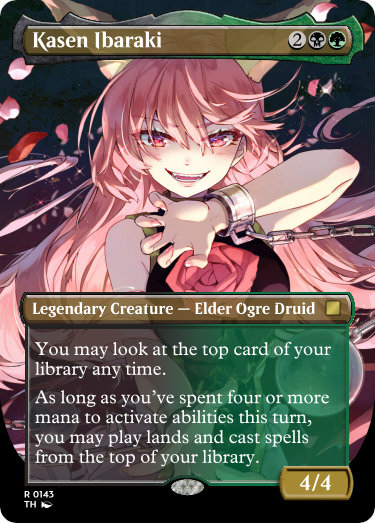 Kasen Ibaraki 2
Legendary Creature — Elder Ogre Druid
You may look at the top card of your
library any time.
As long as you've spent four or more
mana to activate abilities this turn,
you may play lands and cast spells
from the top of your library.
4/4
R 0143
TH